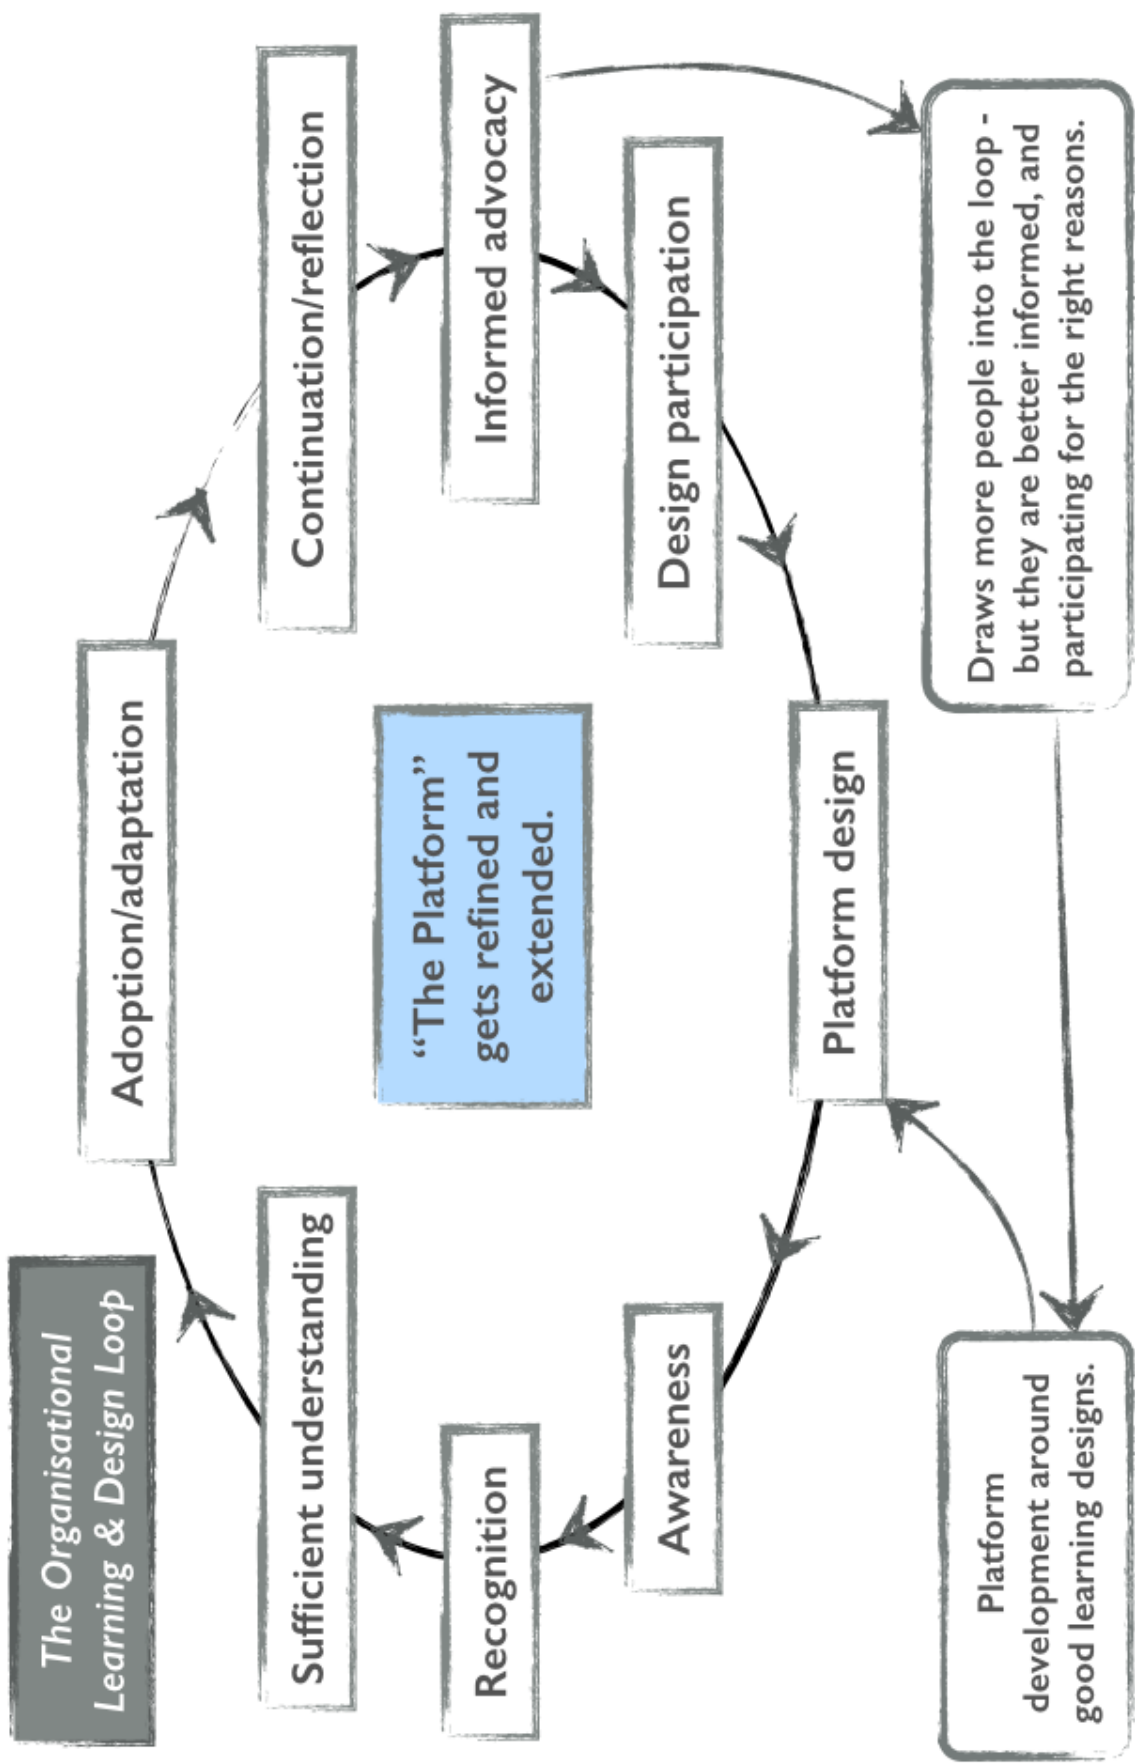 The Organisational
Learning & Design Loop
Adoption/adaptation
Continuation/reflection
Informed advocacy
Design participation
Platform design
Awareness
Recognition
Sufficient understanding
“The Platform”
gets refined and
extended.
Draws more people into the loop -
but they are better informed, and
participating for the right reasons.
Platform
development around
good learning designs.